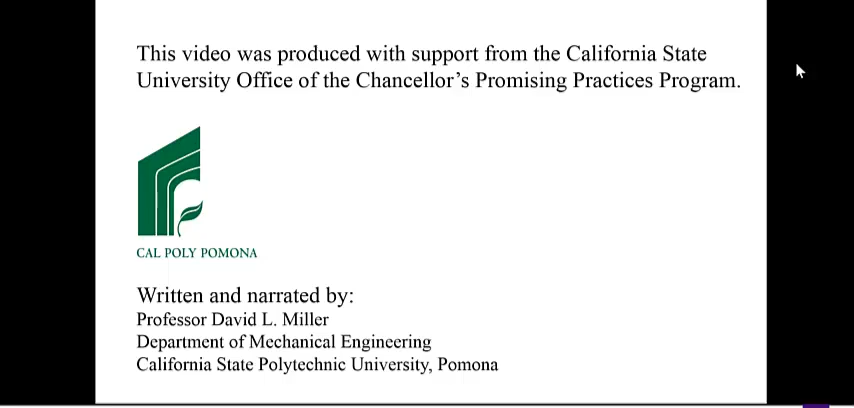 This video was produced with support from the California State
University Office of the Chancellor’s Promising Practices Program.
CAL POLY POMONA
Written and narrated by:
Professor David L. Miller
Department of Mechanical Engineering
California State Polytechnic University, Pomona